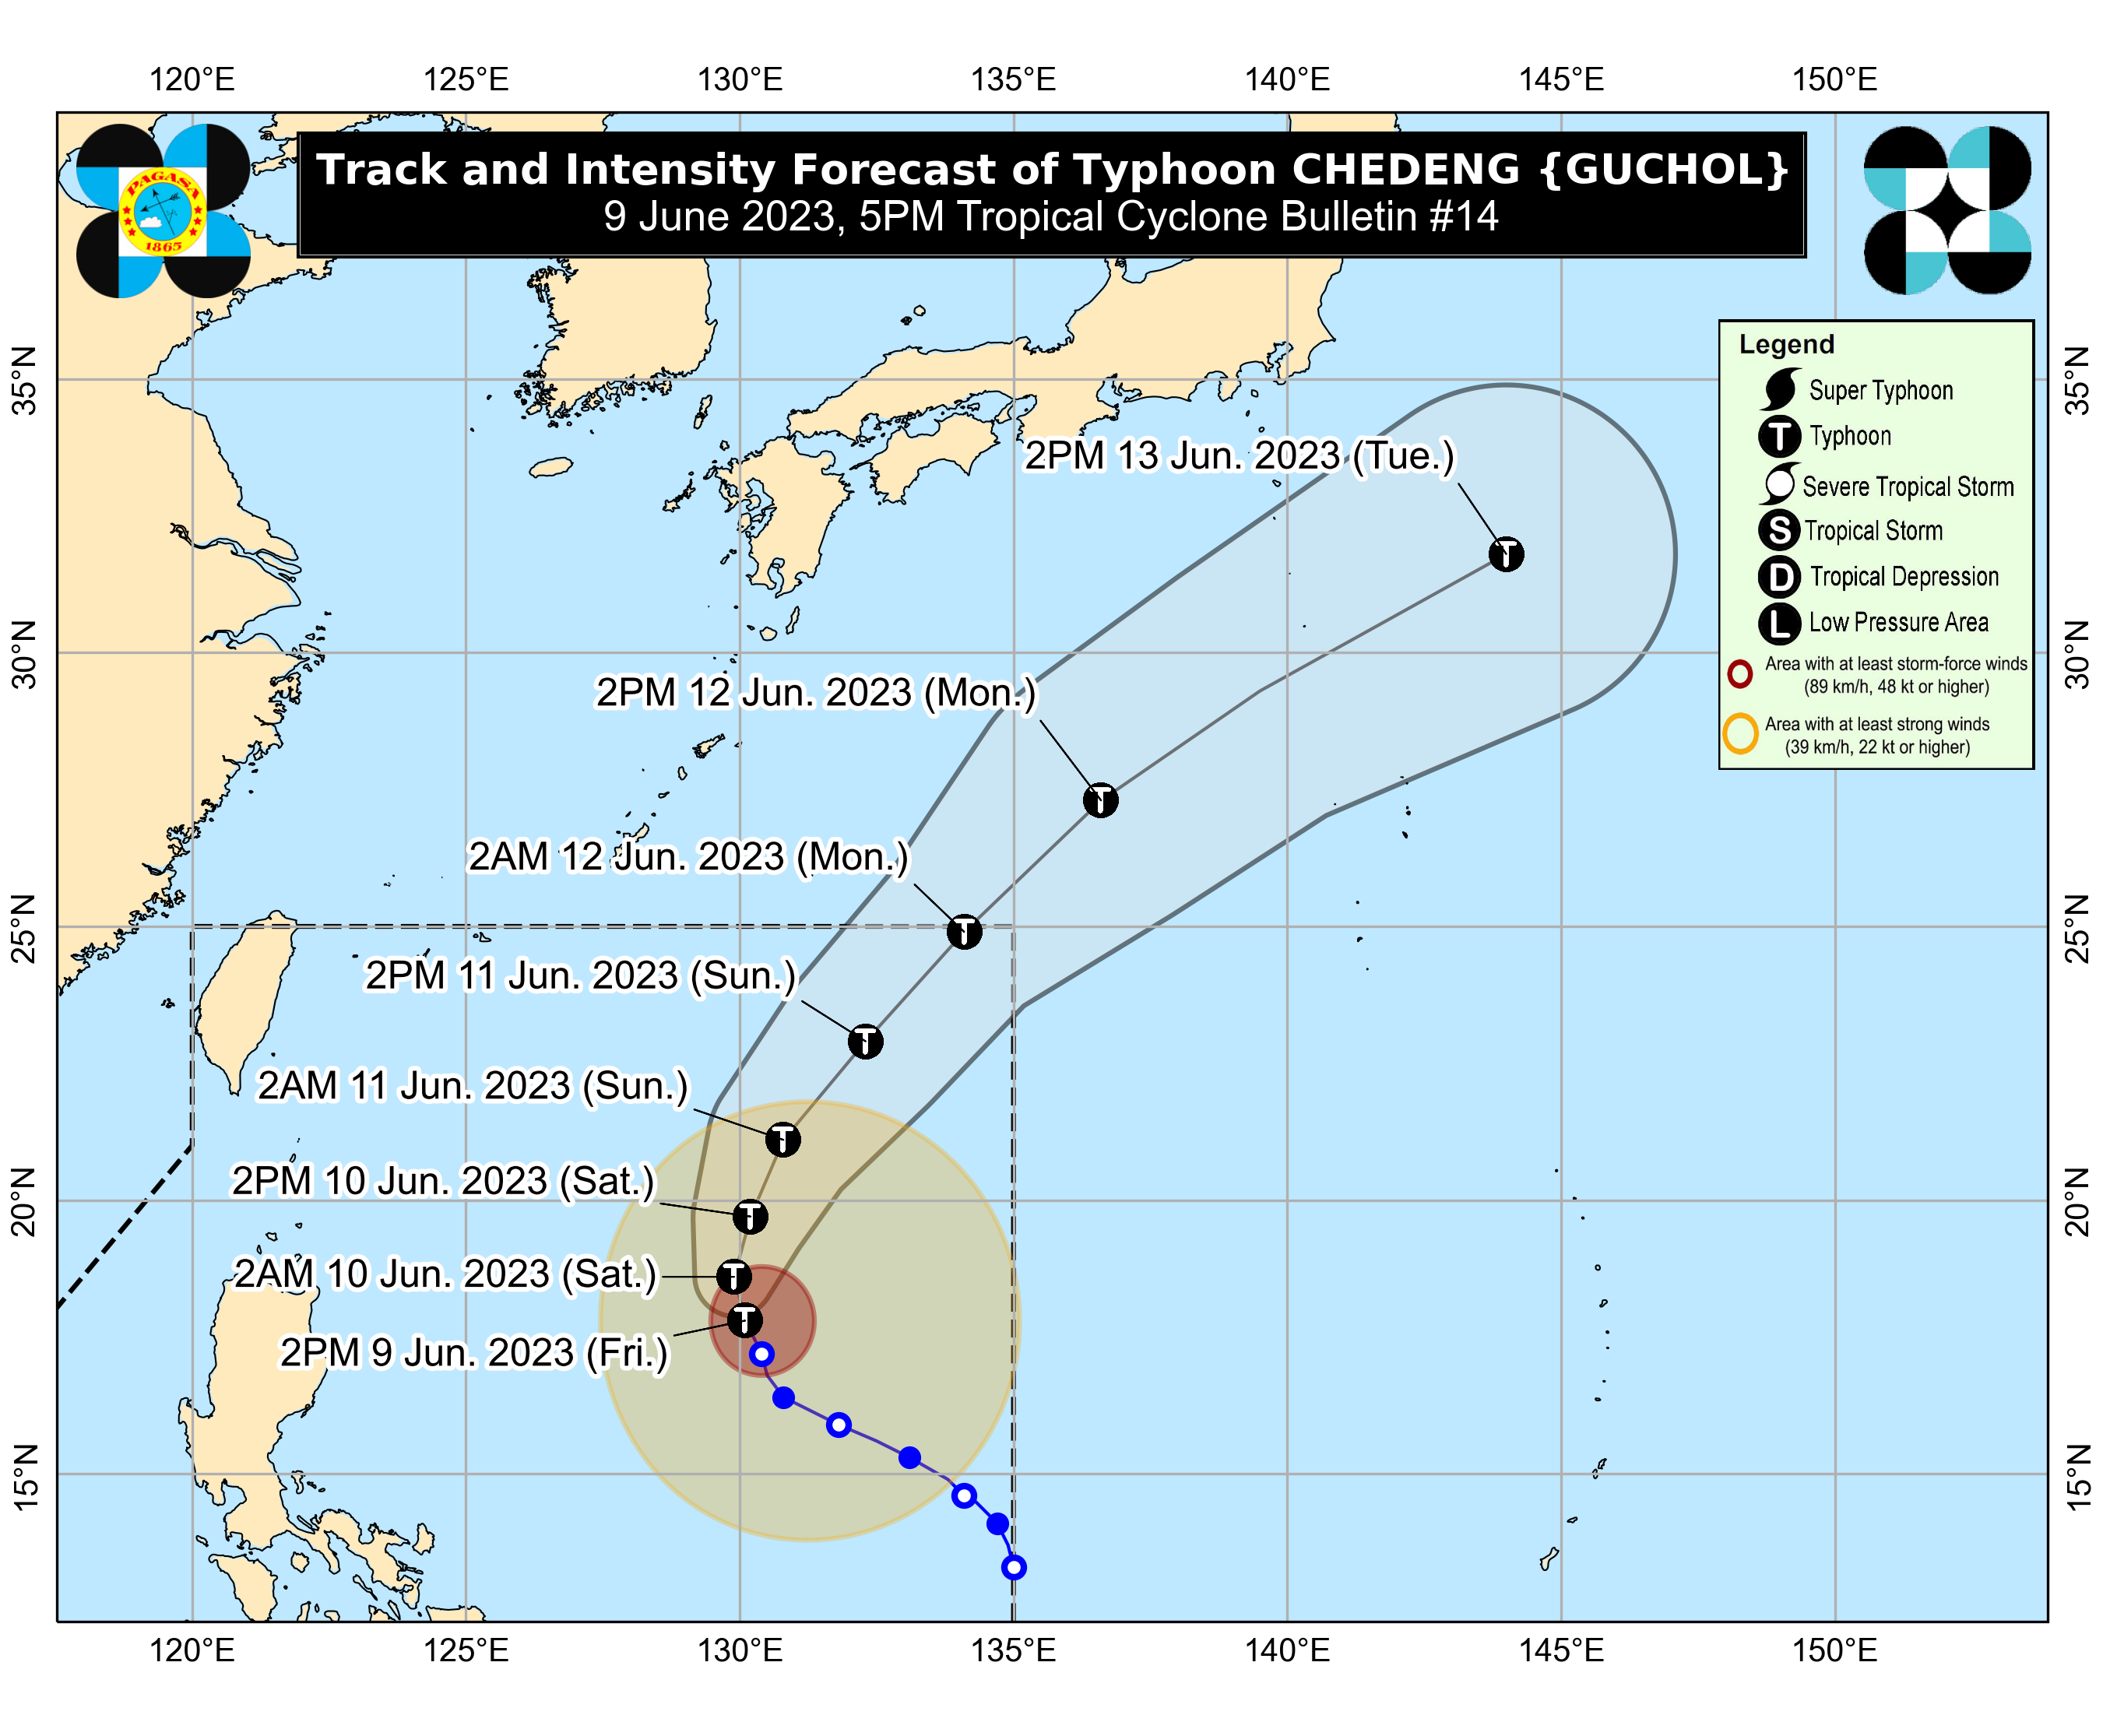 120°E 125°E 130°E 135°E 140°E 145°E 150°E
PAGASA
1865
Track and Intensity Forecast of Typhoon CHEDENG {GUCHOL}
9 June 2023, 5PM Tropical Cyclone Bulletin #14
Legend
Super Typhoon
T Typhoon
Severe Tropical Storm
S Tropical Storm
D Tropical Depression
L Low Pressure Area
Area with at least storm-force winds
(89 km/h, 48 kt or higher)
Area with at least strong winds
(39 km/h, 22 kt or higher)
35°N 35°N
2PM 13 Jun. 2023 (Tue.)
T
30°N 30°N
2PM 12 Jun. 2023 (Mon.)
T
2AM 12 Jun. 2023 (Mon.)
T
25°N 25°N
2PM 11 Jun. 2023 (Sun.)
T
2AM 11 Jun. 2023 (Sun.)
T
20°N 20°N
2PM 10 Jun. 2023 (Sat.)
T
2AM 10 Jun. 2023 (Sat.)
T
2PM 9 Jun. 2023 (Fri.)
T
15°N 15°N
120°E 125°E 130°E 135°E 140°E 145°E 150°E